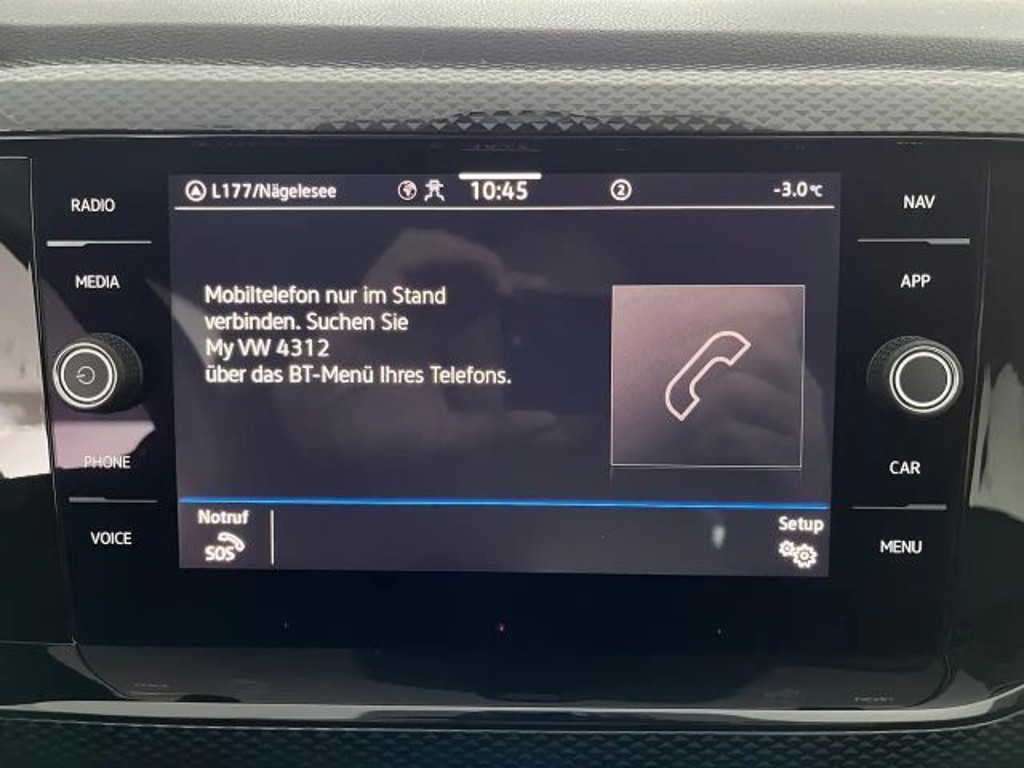 RADIO
MEDIA
PHONE
VOICE
L177/Nägelesee 10:45 2 -3.0°C
Mobiltelefon nur im Stand
verbinden. Suchen Sie
My VW 4312
über das BT-Menü Ihres Telefons.
Notruf
SOS
Setup
NAV
APP
CAR
MENU